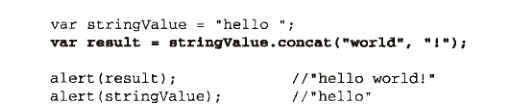 var stringValue = "hello ";
var result = stringValue.concat("world", "!");
alert(result); //"hello world!"
alert(stringValue); //"hello"